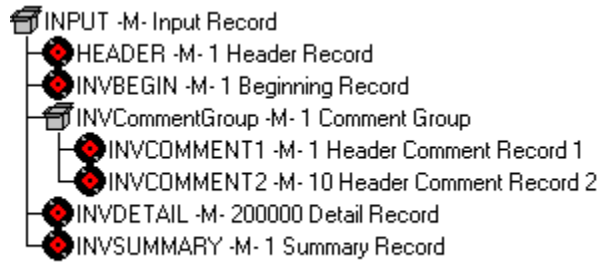 INPUT -M- Input Record
HEADER -M- 1 Header Record
INVBEGIN -M- 1 Beginning Record
INVCommentGroup -M- 1 Comment Group
INVCOMMENT1 -M- 1 Header Comment Record 1
INVCOMMENT2 -M- 10 Header Comment Record 2
INVDETAIL -M- 200000 Detail Record
INVSUMMARY -M- 1 Summary Record